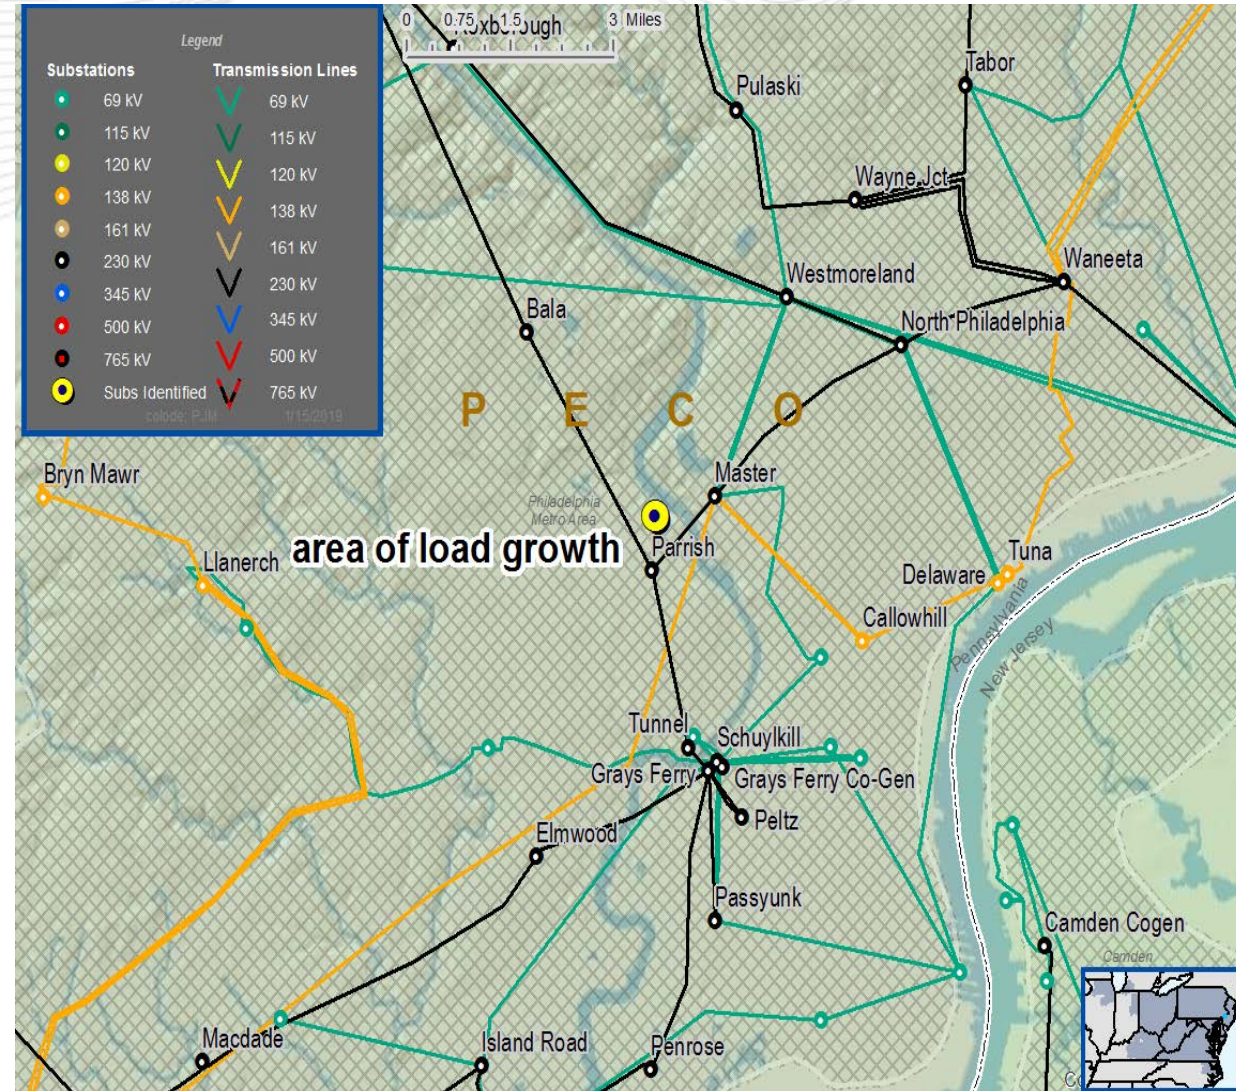 Legend
Substations
Transmission Lines
69 kV
69 kV
115 kV
115 kV
120 kV
120 kV
138 kV
138 kV
161 kV
161 kV
230 kV
230 kV
345 kV
345 kV
500 kV
500 kV
765 kV
765 kV
Subs Identified
1/15/2019
0 0.75 1.5 3 Miles
Roxborough
Tabor
Pulaski
Wayne Jct
Waneeta
Westmoreland
Bala
North Philadelphia
P E C O
Bryn Mawr
Master
Philadelphia
Metro Area
area of load growth
Parrish
Llanerch
Tuna
Delaware
Callowhill
Pennsylvania
New Jersey
Tunnel
Schuylkill
Grays Ferry
Grays Ferry Co-Gen
Peltz
Elmwood
Passyunk
Camden Cogen
Camden
Macdade
Island Road
Penrose